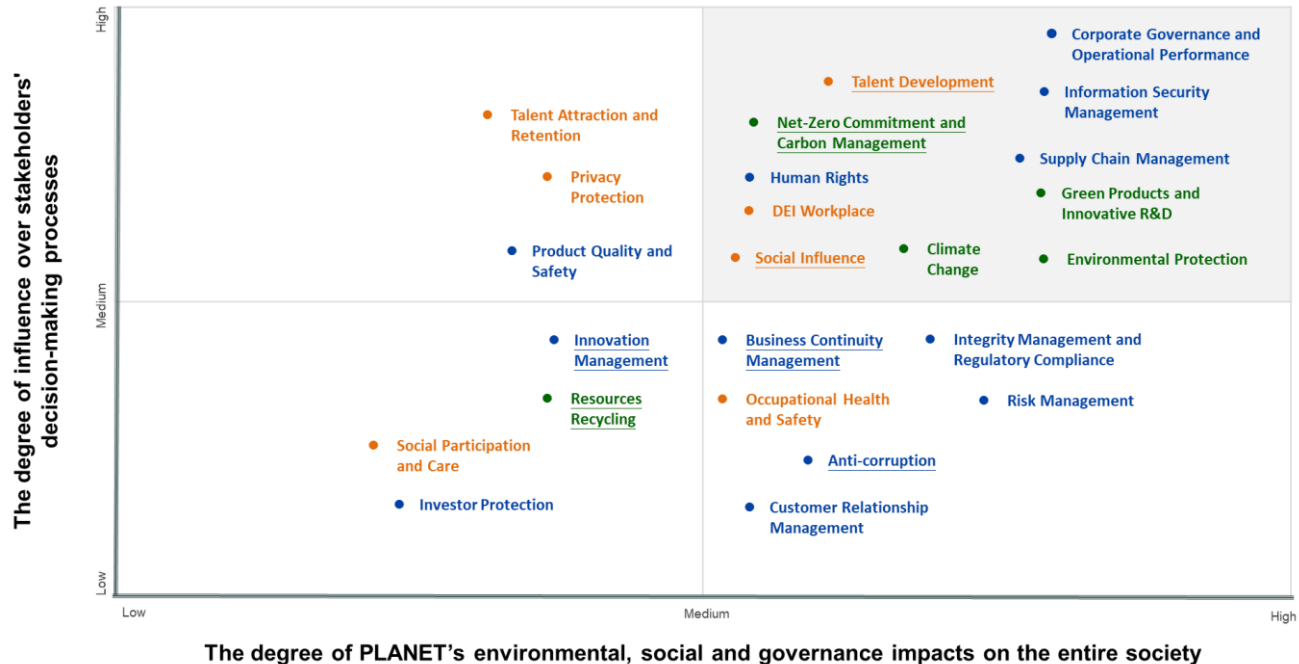 The degree of influence over stakeholders'
decision-making processes
High
Medium
Low
Corporate Governance and
Operational Performance
Talent Development
Information Security
Management
Talent Attraction and
Retention
Net-Zero Commitment and
Carbon Management
Supply Chain Management
Privacy
Protection
Human Rights
Green Products and
Innovative R&D
DEI Workplace
Product Quality and
Safety
Social Influence
Climate
Change
Environmental Protection
Innovation
Management
Business Continuity
Management
Integrity Management and
Regulatory Compliance
Resources
Recycling
Occupational Health
and Safety
Risk Management
Social Participation
and Care
Anti-corruption
Investor Protection
Customer Relationship
Management
Low
Medium
High
The degree of PLANET's environmental, social and governance impacts on the entire society